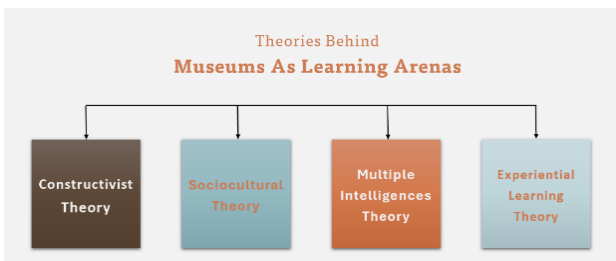 Theories Behind
Museums As Learning Arenas
Constructivist
Theory
Sociocultural
Theory
Multiple
Intelligences
Theory
Experiential
Learning
Theory